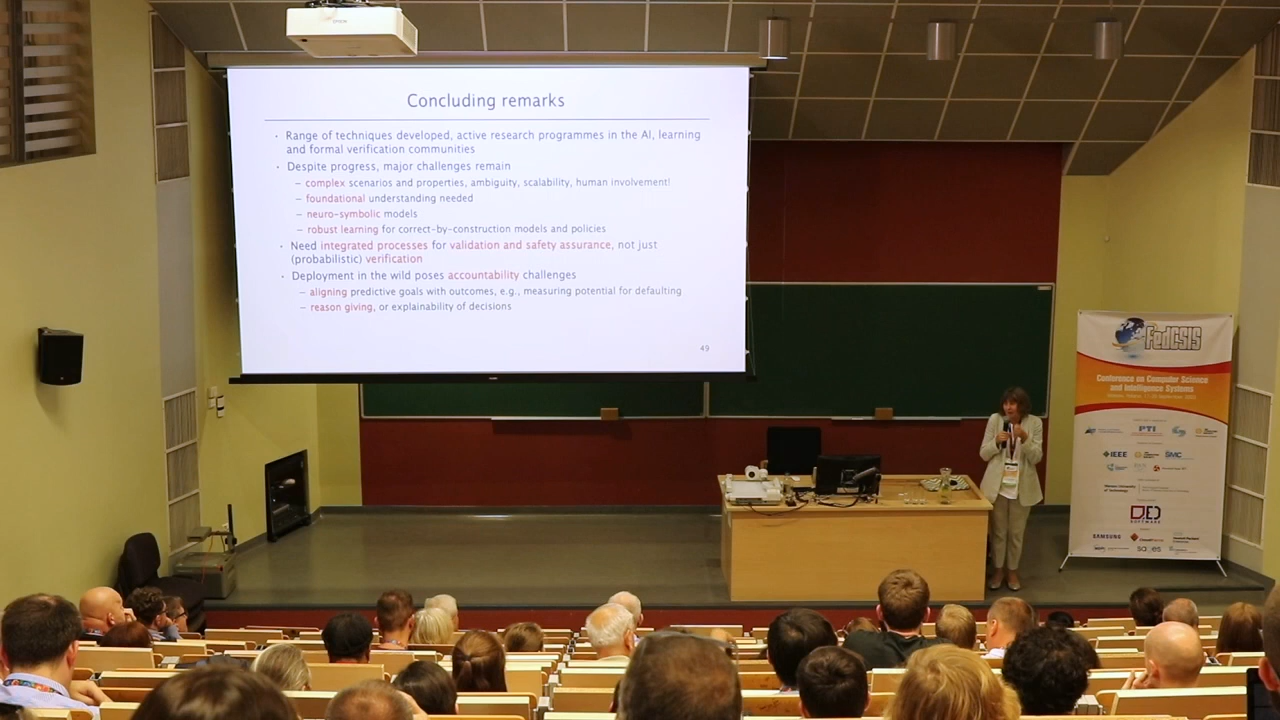 EPSON
Concluding remarks
· Range of techniques developed, active research programmes in the AI, learning
and formal verification communities
· Despite progress, major challenges remain
– complex scenarios and properties, ambiguity, scalability, human involvement!
– foundational understanding needed
– neuro-symbolic models
– robust learning for correct-by-construction models and policies
· Need integrated processes for validation and safety assurance, not just
(probabilistic) verification
· Deployment in the wild poses accountability challenges
– aligning predictive goals with outcomes, e.g., measuring potential for defaulting
– reason giving, or explainability of decisions
49
FedCSIS
Conference on Computer Science
and Intelligence Systems
PTI
IEEE
SMC
SOFTWARE
SAMSUNG
sages